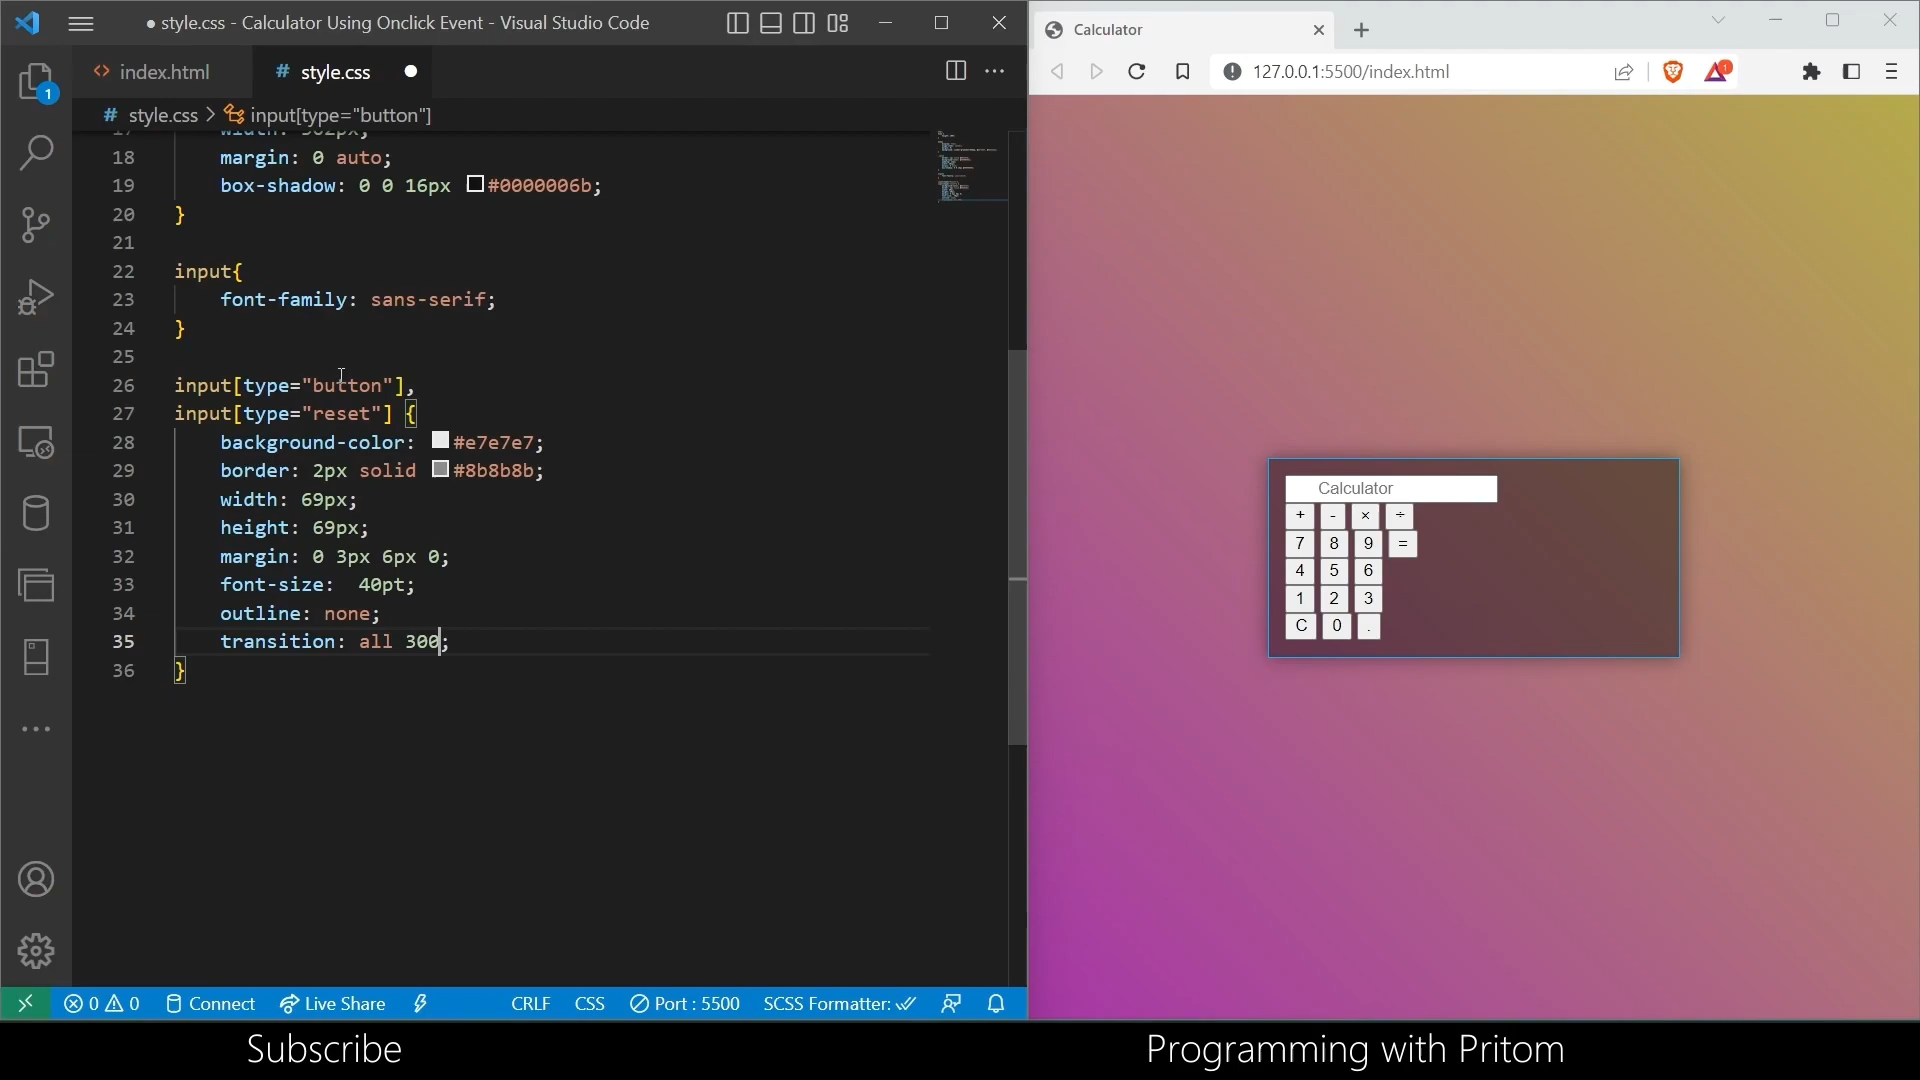 ● style.css - Calculator Using Onclick Event - Visual Studio Code
index.html
# style.css ●
1
# style.css > input[type="button"]
18 margin: 0 auto;
19 box-shadow: 0 0 16px #0000006b;
20 }
21
22 input{
23 font-family: sans-serif;
24 }
25
26 input[type="button"],
27 input[type="reset"] {
28 background-color: #e7e7e7;
29 border: 2px solid #8b8b8b;
30 width: 69px;
31 height: 69px;
32 margin: 0 3px 6px 0;
33 font-size:  40pt;
34 outline: none;
35 transition: all 300;
36 }
0 0 Connect Live Share CRLF CSS Port : 5500 SCSS Formatter:
Calculator
127.0.0.1:5500/index.html
1
Calculator
+ - × ÷
7 8 9 =
4 5 6
1 2 3
C 0 .
Subscribe
Programming with Pritom